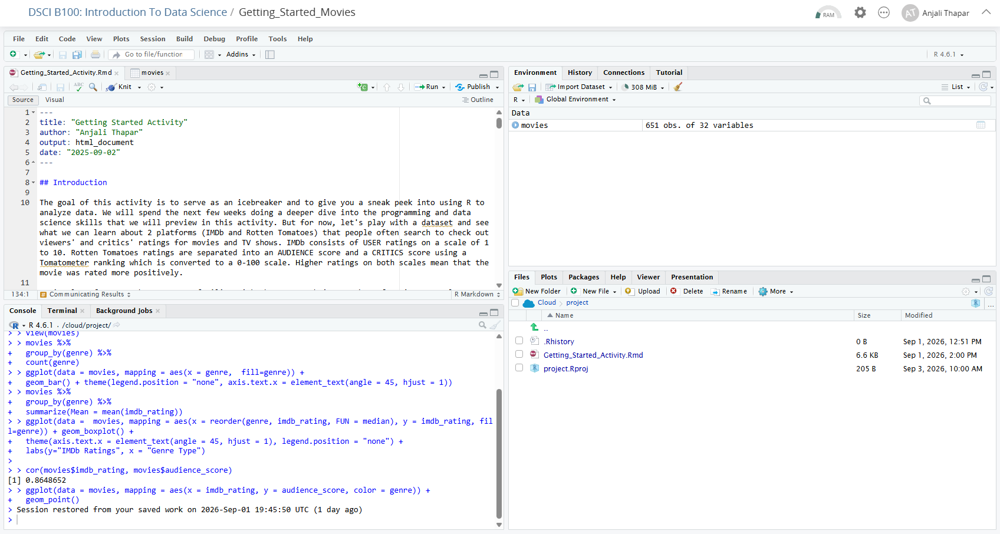 DSCI B100: Introduction To Data Science / Getting_Started_Movies
RAM
AT
Anjali Thapar
File Edit Code View Plots Session Build Debug Profile Tools Help
Go to file/function
Addins
R 4.6.1
Getting_Started_Activity.Rmd
movies
ABC
Knit
Run
Publish
Source
Visual
Outline
1 ---
2 title: "Getting Started Activity"
3 author: "Anjali Thapar"
4 output: html_document
5 date: "2025-09-02"
6 ---
7
8 ## Introduction
9
10 The goal of this activity is to serve as an icebreaker and to give you a sneak peek into using R to
analyze data. We will spend the next few weeks doing a deeper dive into the programming and data
science skills that we will preview in this activity. But for now, let's play with a dataset and see
what we can learn about 2 platforms (IMDb and Rotten Tomatoes) that people often search to check out
viewers' and critics' ratings for movies and TV shows. IMDb consists of USER ratings on a scale of 1
to 10. Rotten Tomatoes ratings are separated into an AUDIENCE score and a CRITICS score using a
Tomatometer ranking which is converted to a 0-100 scale. Higher ratings on both scales mean that the
movie was rated more positively.
11
134:1
# Communicating Results
R Markdown
Console
Terminal
Background Jobs
R R 4.6.1 . /cloud/project/
> > View(movies)
> > movies %>%
+ group_by(genre) %>%
+ count(genre)
> > ggplot(data = movies, mapping = aes(x = genre,  fill=genre)) +
+ geom_bar() + theme(legend.position = "none", axis.text.x = element_text(angle = 45, hjust = 1))
> > movies %>%
+ group_by(genre) %>%
+ summarize(Mean = mean(imdb_rating))
> > ggplot(data =  movies, mapping = aes(x = reorder(genre, imdb_rating, FUN = median), y = imdb_rating, fil
l=genre)) + geom_boxplot() +
+ theme(axis.text.x = element_text(angle = 45, hjust = 1), legend.position = "none") +
+ labs(y="IMDb Ratings", x = "Genre Type")
>
> > cor(movies$imdb_rating, movies$audience_score)
[1] 0.8648652
> > ggplot(data = movies, mapping = aes(x = imdb_rating, y = audience_score, color = genre)) +
+ geom_point()
> Session restored from your saved work on 2026-Sep-01 19:45:50 UTC (1 day ago)
>
Environment
History
Connections
Tutorial
Import Dataset
308 MiB
List
R
Global Environment
Data
movies 651 obs. of 32 variables
Files
Plots
Packages
Help
Viewer
Presentation
New Folder
New File
Upload
Delete
Rename
More
Cloud
project
R
...
Name Size Modified
..
.Rhistory 0 B Sep 1, 2026, 12:51 PM
Getting_Started_Activity.Rmd 6.6 KB Sep 1, 2026, 2:00 PM
project.Rproj 205 B Sep 3, 2026, 10:00 AM